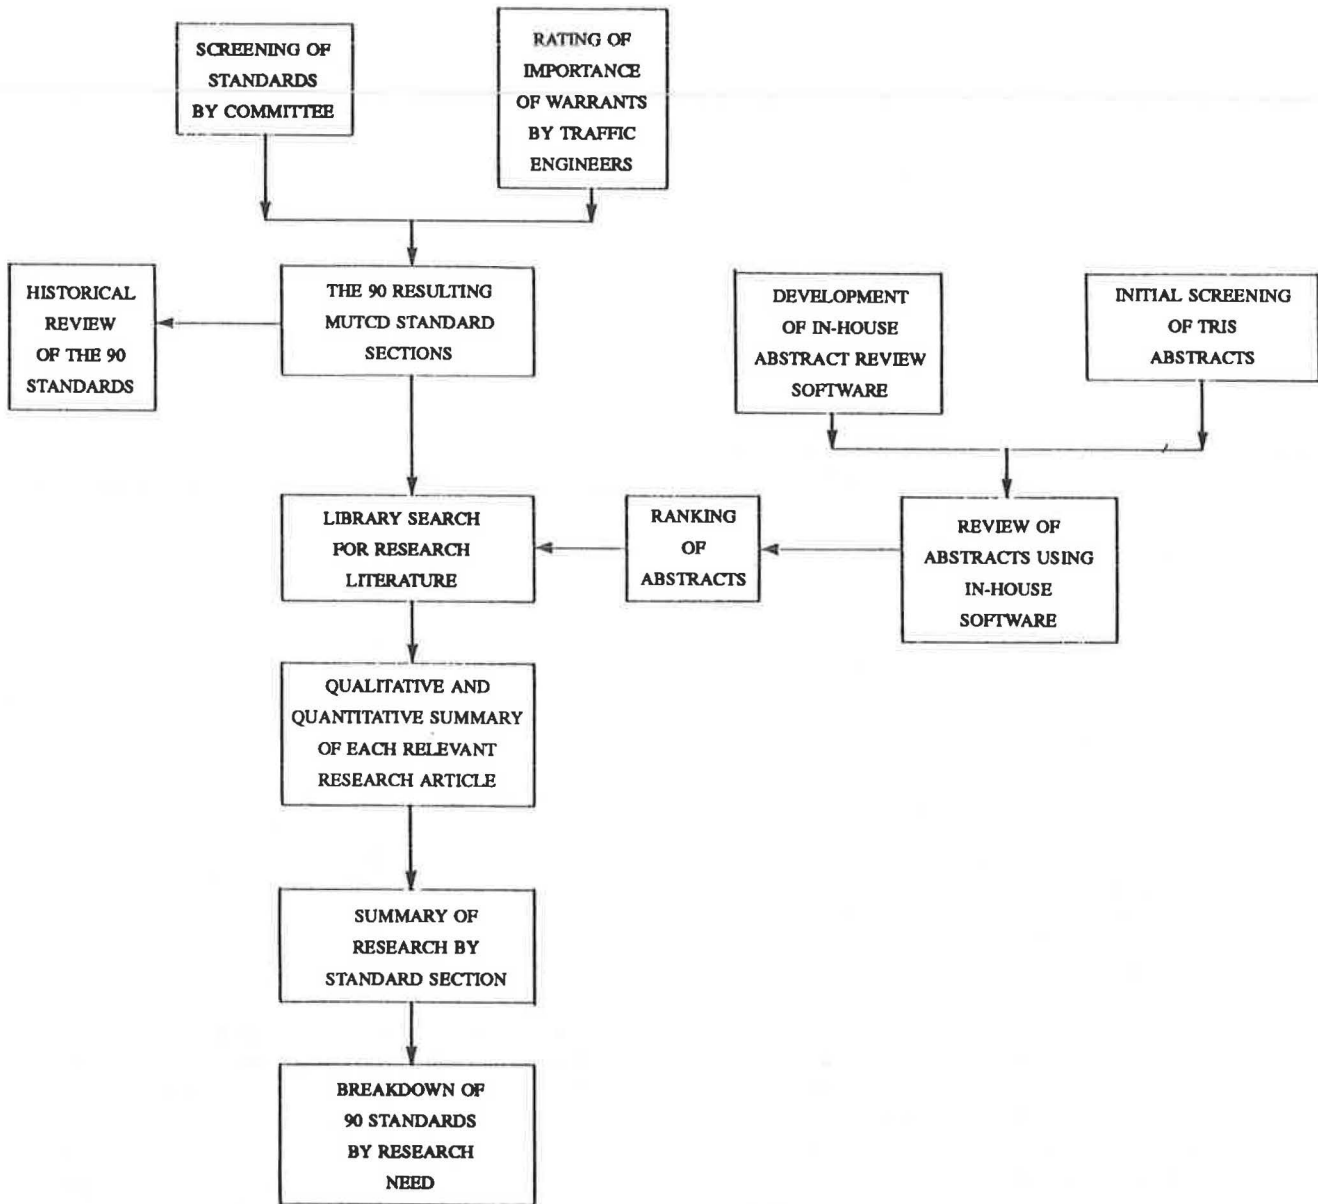 SCREENING OF
STANDARDS
BY COMMITTEE
RATING OF
IMPORTANCE
OF WARRANTS
BY TRAFFIC
ENGINEERS
HISTORICAL
REVIEW
OF THE 90
STANDARDS
THE 90 RESULTING
MUTCD STANDARD
SECTIONS
DEVELOPMENT
OF IN-HOUSE
ABSTRACT REVIEW
SOFTWARE
INITIAL SCREENING
OF TRIS
ABSTRACTS
LIBRARY SEARCH
FOR RESEARCH
LITERATURE
RANKING
OF
ABSTRACTS
REVIEW OF
ABSTRACTS USING
IN-HOUSE
SOFTWARE
QUALITATIVE AND
QUANTITATIVE SUMMARY
OF EACH RELEVANT
RESEARCH ARTICLE
SUMMARY OF
RESEARCH BY
STANDARD SECTION
BREAKDOWN OF
90 STANDARDS
BY RESEARCH
NEED